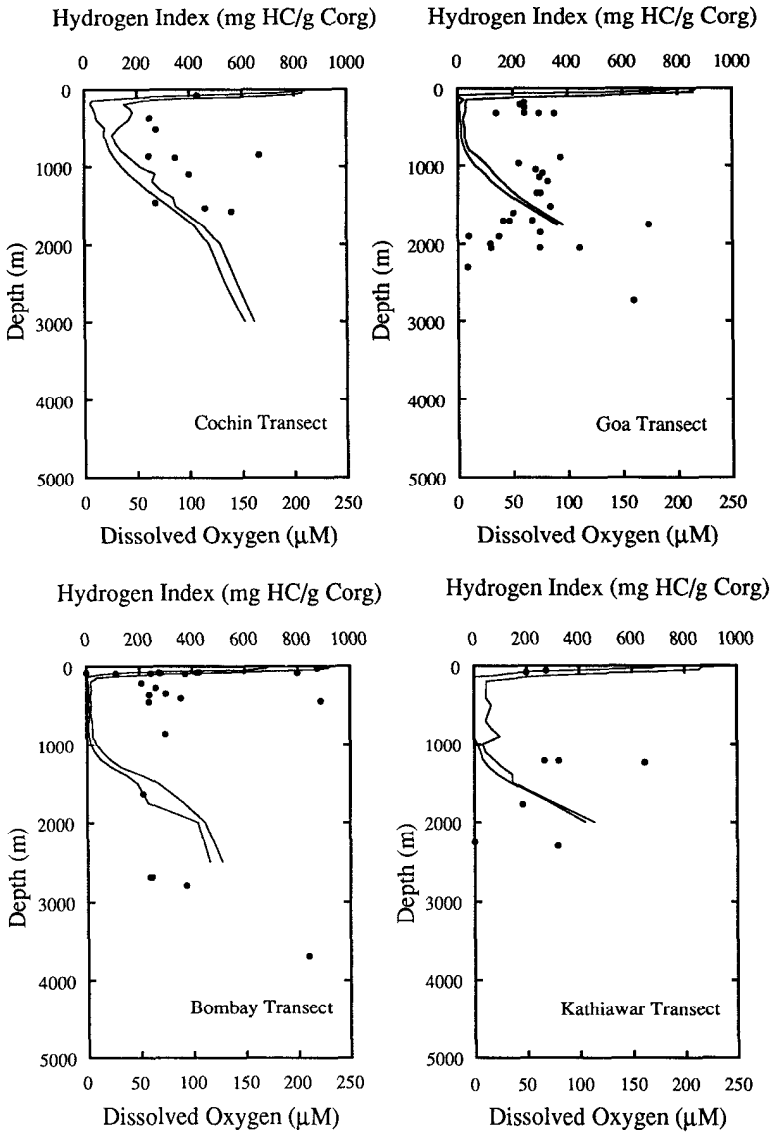 Hydrogen Index (mg HC/g Corg)
0 200 400 600 800 1000
0
1000
2000
3000
4000
5000
Depth (m)
Cochin Transect
0 50 100 150 200 250
Dissolved Oxygen (µM)
Hydrogen Index (mg HC/g Corg)
0 200 400 600 800 1000
0
1000
2000
3000
4000
5000
Depth (m)
Goa Transect
0 50 100 150 200 250
Dissolved Oxygen (µM)
Hydrogen Index (mg HC/g Corg)
0 200 400 600 800 1000
0
1000
2000
3000
4000
5000
Depth (m)
Bombay Transect
0 50 100 150 200 250
Dissolved Oxygen (µM)
Hydrogen Index (mg HC/g Corg)
0 200 400 600 800 1000
0
1000
2000
3000
4000
5000
Depth (m)
Kathiawar Transect
0 50 100 150 200 250
Dissolved Oxygen (µM)